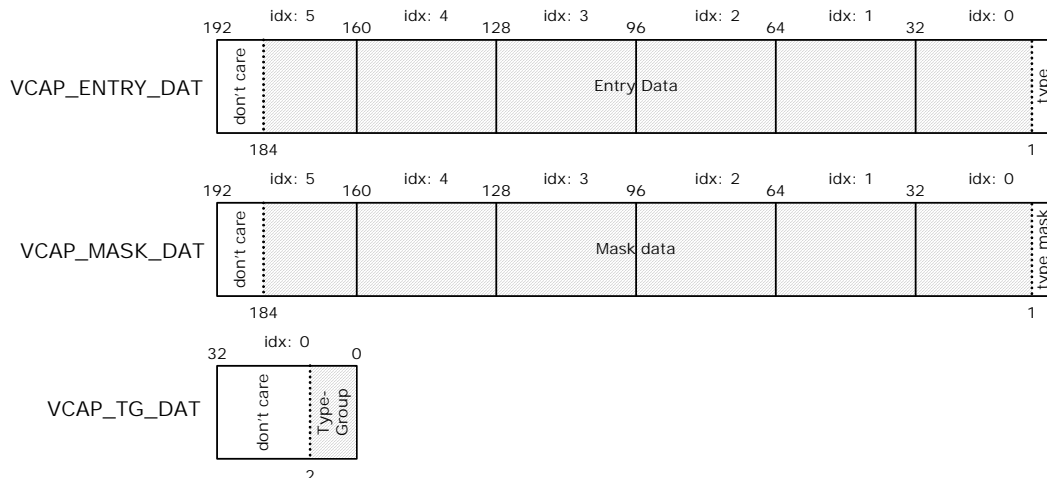 idx: 5 idx: 4 idx: 3 idx: 2 idx: 1 idx: 0
192 160 128 96 64 32
VCAP_ENTRY_DAT don't care Entry Data type
184 1
idx: 5 idx: 4 idx: 3 idx: 2 idx: 1 idx: 0
192 160 128 96 64 32
VCAP_MASK_DAT don't care Mask data type mask
184 1
idx: 0
32 0
VCAP_TG_DAT don't care Type-
Group
2